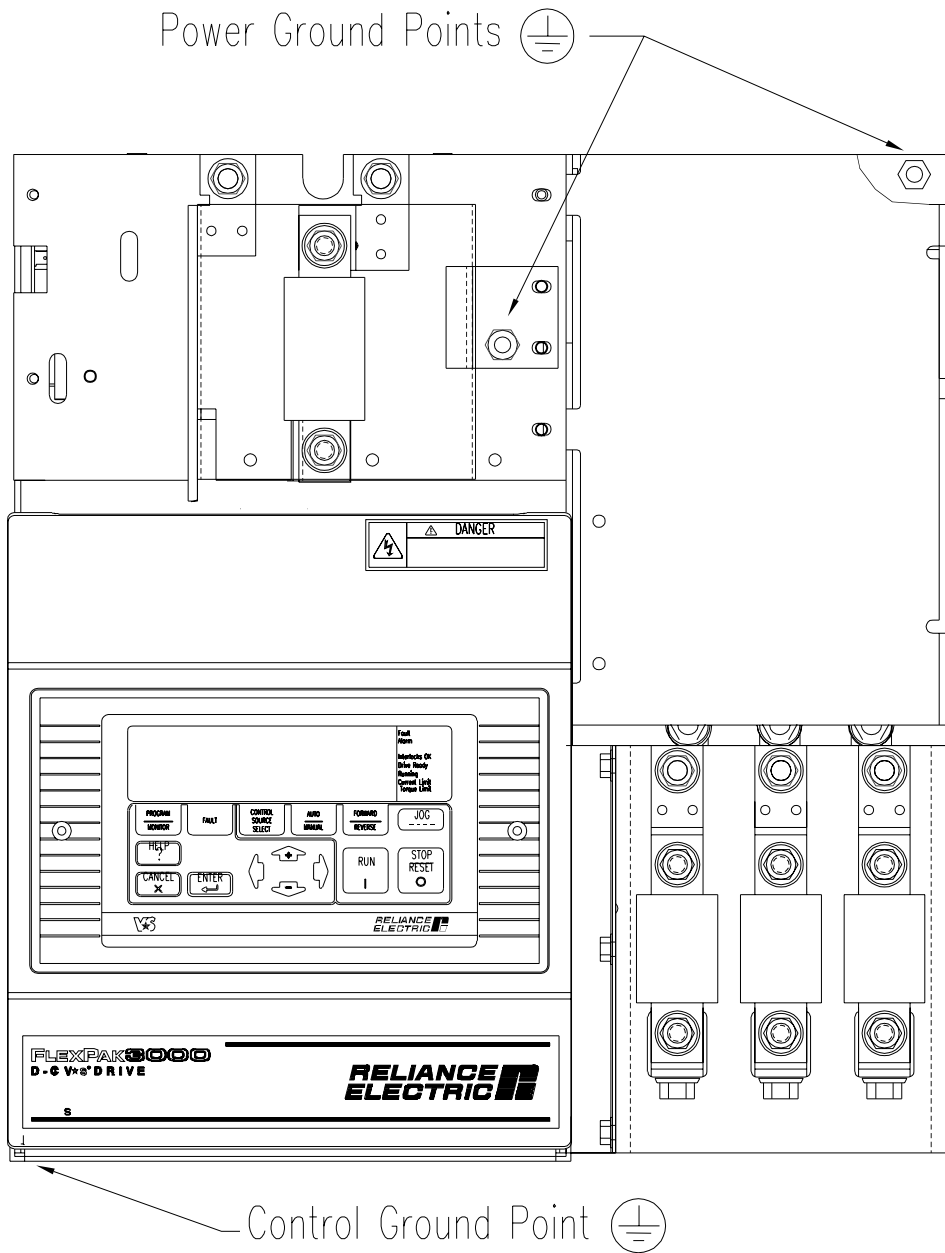 Power Ground Points
DANGER
Fault
Alarm
Interlocks OK
Drive Ready
Running
Current Limit
Torque Limit
PROGRAM
MONITOR
FAULT
CONTROL
SOURCE
SELECT
AUTO
MANUAL
FORWARD
REVERSE
JOG
HELP
?
CANCEL
X
ENTER
+
-
RUN
I
STOP
RESET
O
V★S
RELIANCE
ELECTRIC
FLEXPAK 3000
D-C V★S® DRIVE
S
RELIANCE
ELECTRIC
Control Ground Point